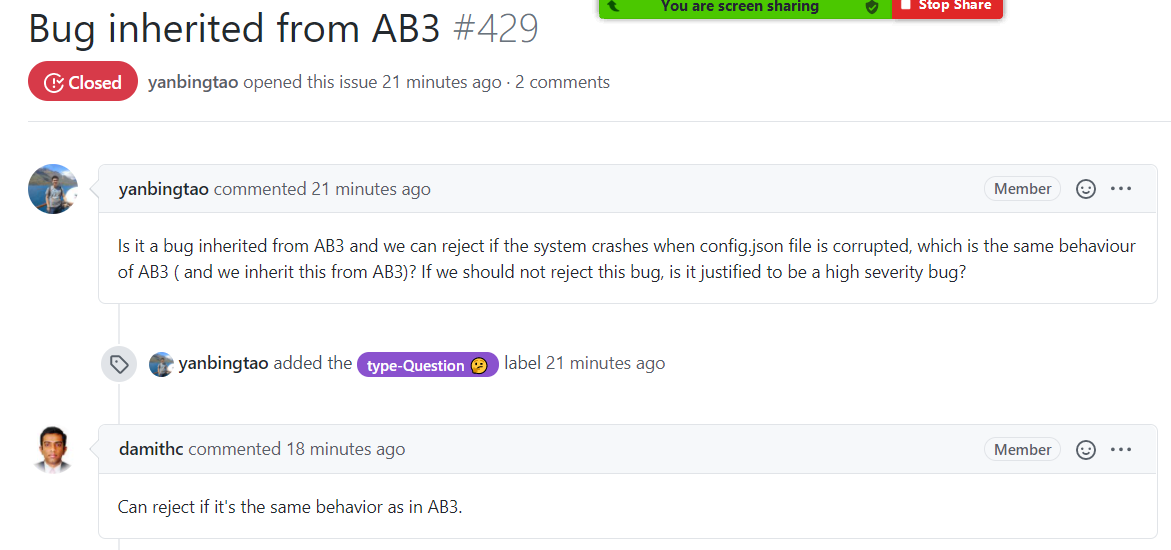 You are screen sharing
Stop Share
Bug inherited from AB3 #429
Closed yanbingtao opened this issue 21 minutes ago · 2 comments
yanbingtao commented 21 minutes ago
Member
Is it a bug inherited from AB3 and we can reject if the system crashes when config.json file is corrupted, which is the same behaviour
of AB3 ( and we inherit this from AB3)? If we should not reject this bug, is it justified to be a high severity bug?
yanbingtao added the type-Question 🤔 label 21 minutes ago
damithc commented 18 minutes ago
Member
Can reject if it's the same behavior as in AB3.